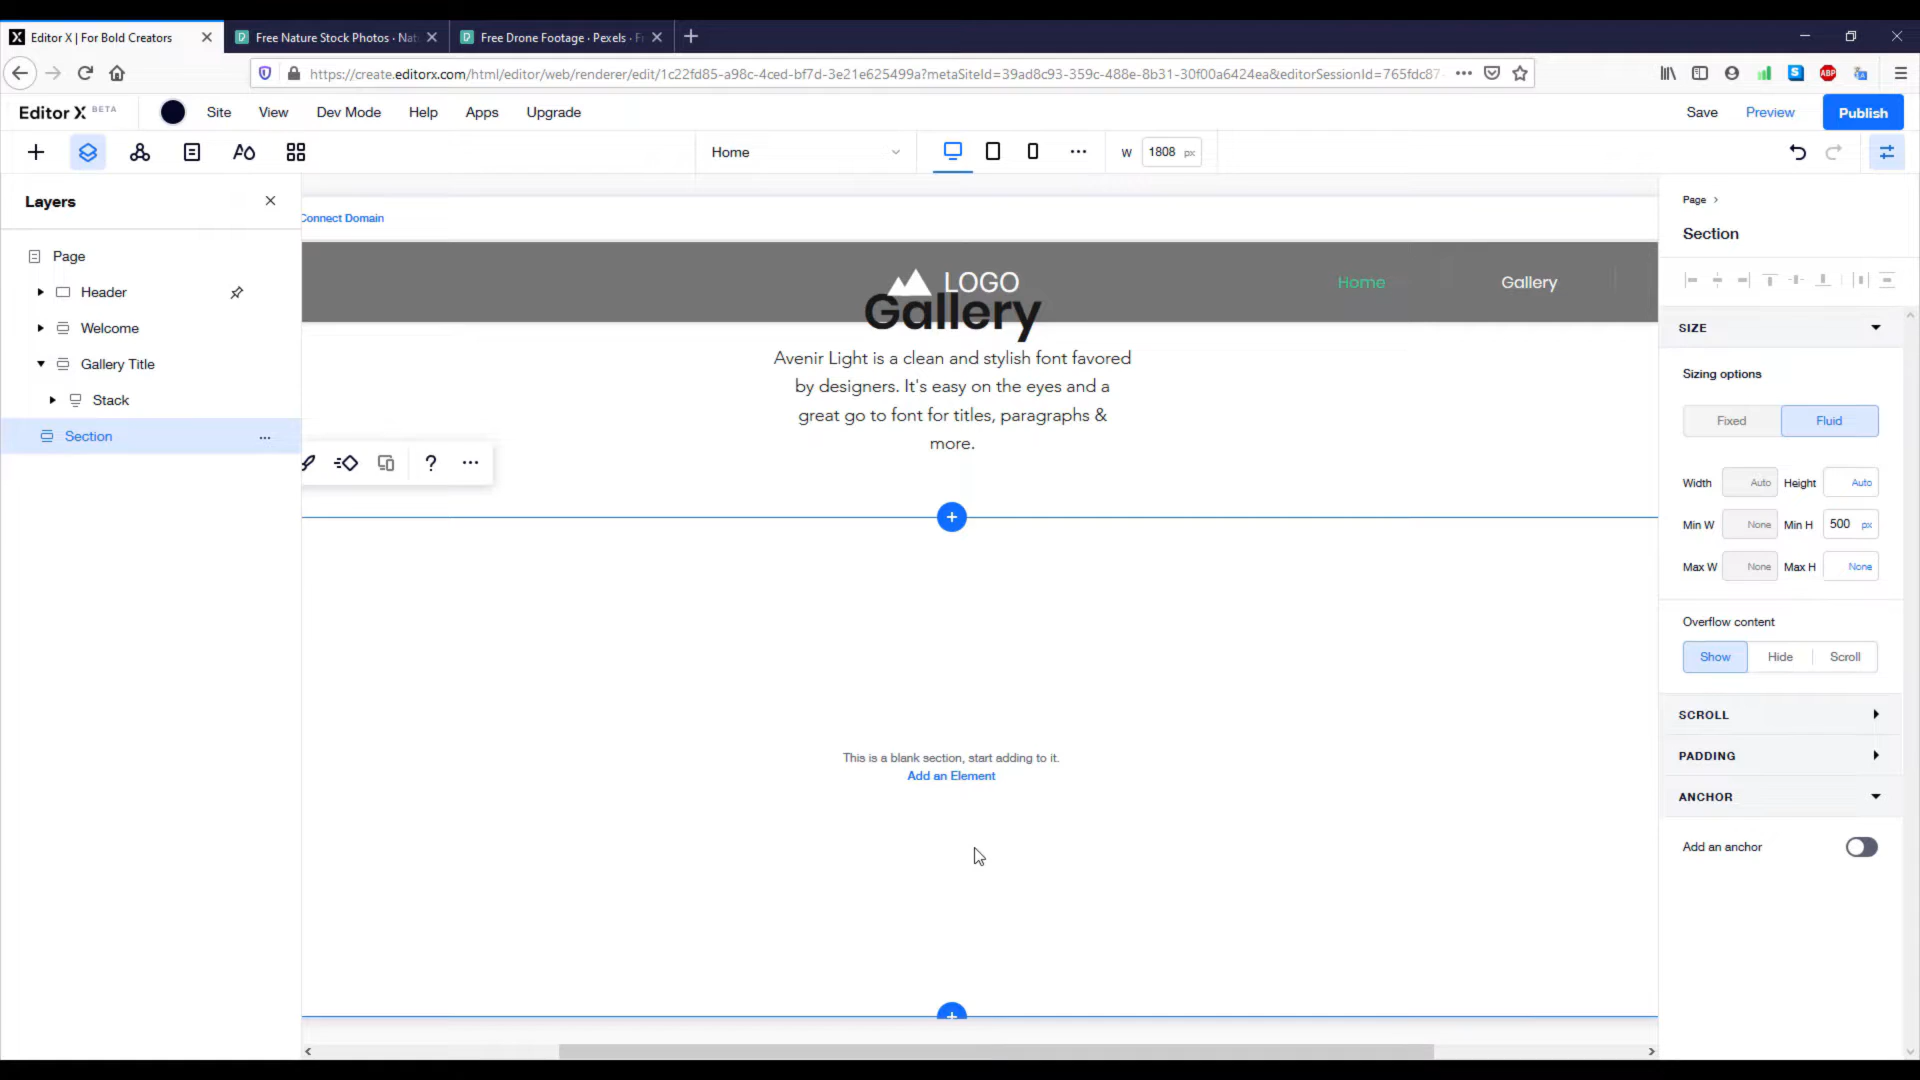 Editor X | For Bold Creators
Free Nature Stock Photos · Nat
Free Drone Footage · Pexels · F
https://create.editorx.com/html/editor/web/renderer/edit/1c22fd85-a98c-4ced-bf7d-3e21e625499a?metaSiteId=39ad8c93-359c-488e-8b31-30f00a6424ea&editorSessionId=765fdc87
ABP
Editor X BETA
Site
View
Dev Mode
Help
Apps
Upgrade
Save
Preview
Publish
Home
W 1808 px
Layers
Page
Header
Welcome
Gallery Title
Stack
Section
Connect Domain
LOGO
Home
Gallery
Gallery
Avenir Light is a clean and stylish font favored
by designers. It's easy on the eyes and a
great go to font for titles, paragraphs &
more.
?
This is a blank section, start adding to it.
Add an Element
Page
Section
SIZE
Sizing options
Fixed
Fluid
Width Auto Height Auto
Min W None Min H 500 px
Max W None Max H None
Overflow content
Show
Hide
Scroll
SCROLL
PADDING
ANCHOR
Add an anchor